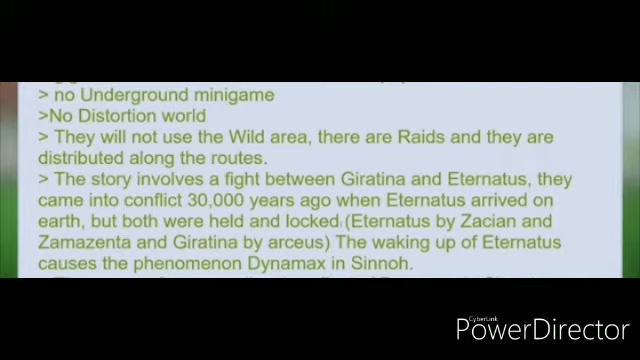 > no Underground minigame
>No Distortion world
> They will not use the Wild area, there are Raids and they are
distributed along the routes.
> The story involves a fight between Giratina and Eternatus, they
came into conflict 30,000 years ago when Eternatus arrived on
earth, but both were held and locked (Eternatus by Zacian and
Zamazenta and Giratina by arceus) The waking up of Eternatus
causes the phenomenon Dynamax in Sinnoh.
CyberLink
PowerDirector